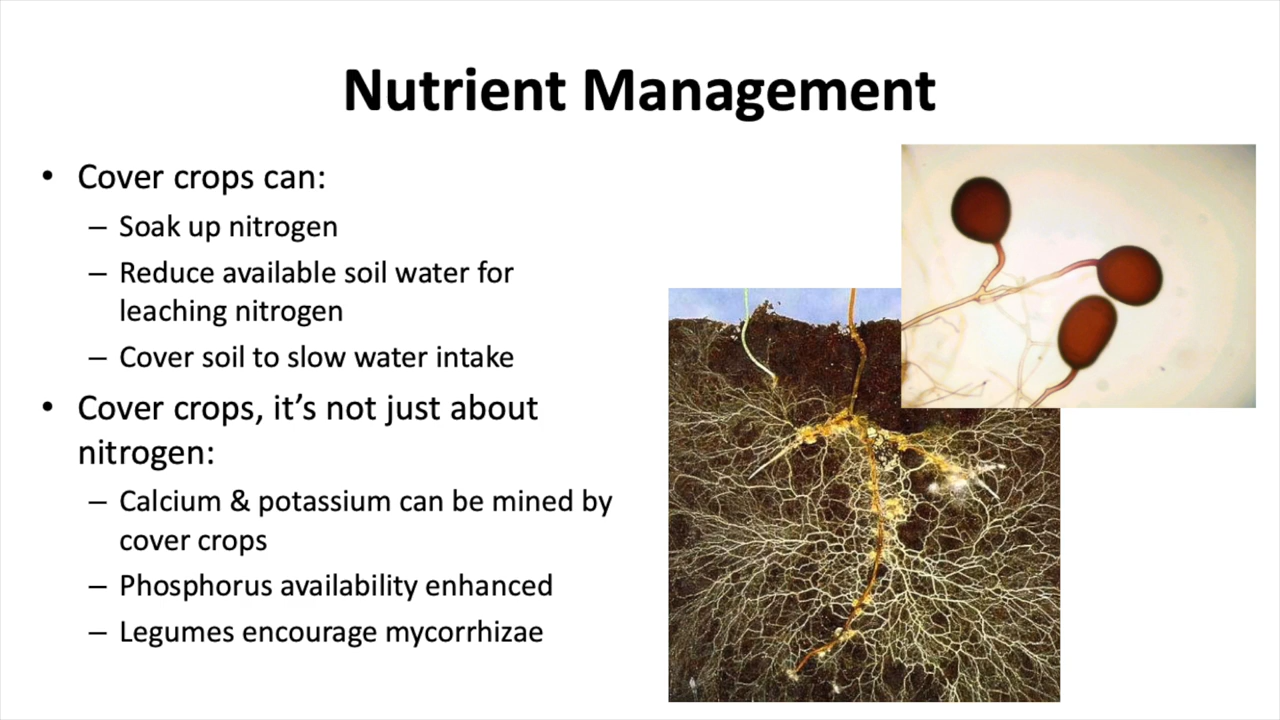 Nutrient Management
• Cover crops can:
– Soak up nitrogen
– Reduce available soil water for
leaching nitrogen
– Cover soil to slow water intake
• Cover crops, it’s not just about
nitrogen:
– Calcium & potassium can be mined by
cover crops
– Phosphorus availability enhanced
– Legumes encourage mycorrhizae